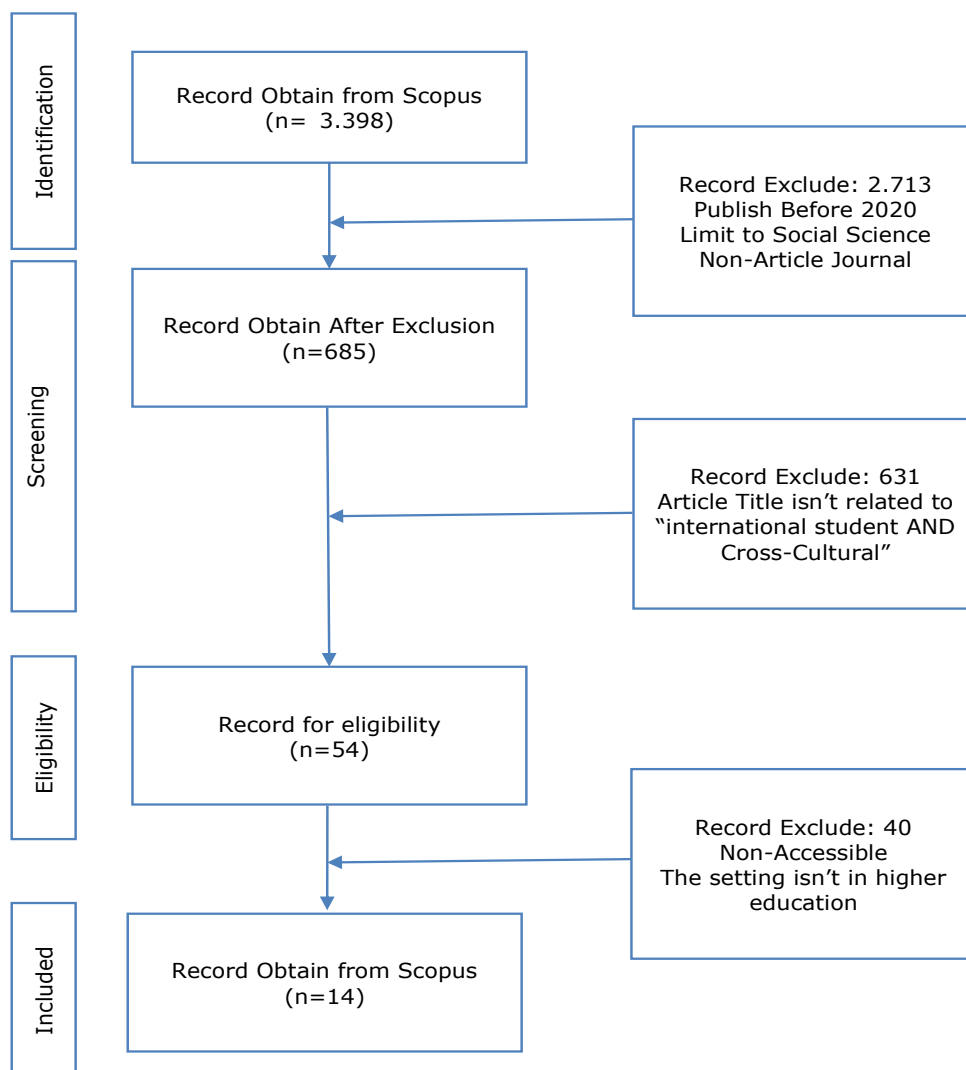 Identification
Record Obtain from Scopus
(n= 3.398)
Record Exclude: 2.713
Publish Before 2020
Limit to Social Science
Non-Article Journal
Screening
Record Obtain After Exclusion
(n=685)
Record Exclude: 631
Article Title isn’t related to
“international student AND
Cross-Cultural”
Eligibility
Record for eligibility
(n=54)
Record Exclude: 40
Non-Accessible
The setting isn’t in higher
education
Included
Record Obtain from Scopus
(n=14)